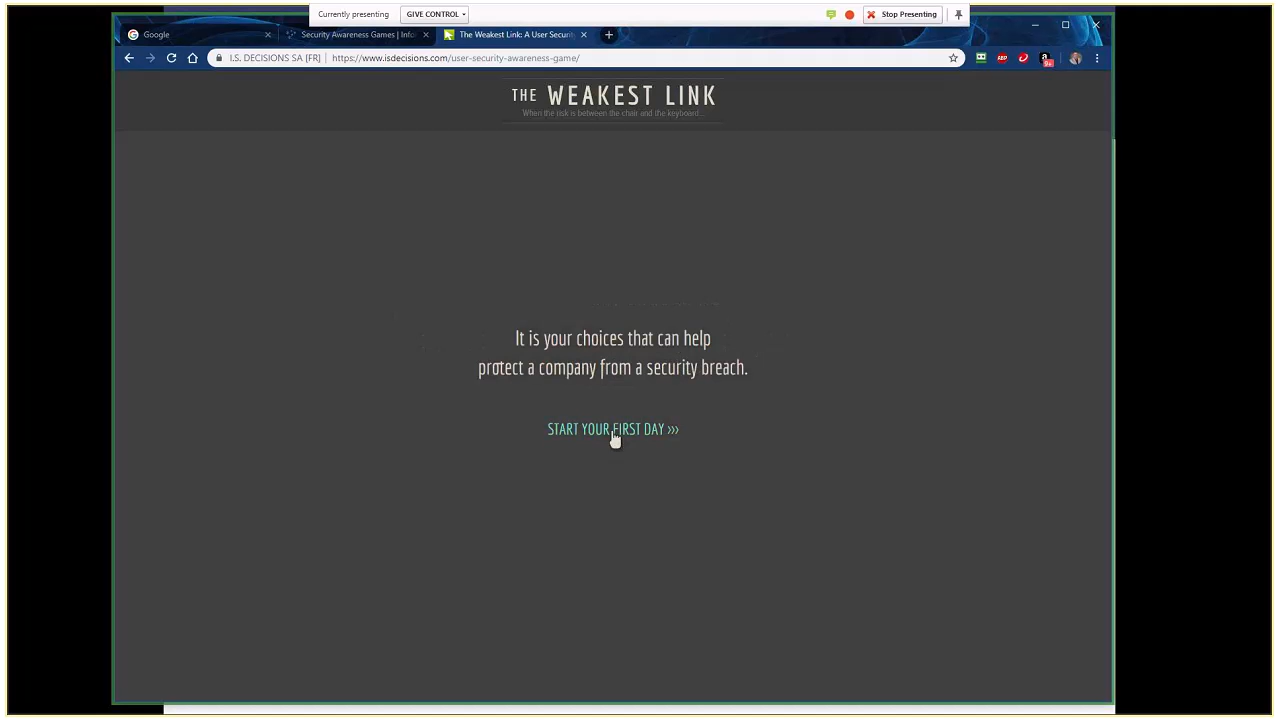 Currently presenting GIVE CONTROL Stop Presenting
Google Security Awareness Games | Info The Weakest Link: A User Securit
I.S. DECISIONS SA [FR] https://www.isdecisions.com/user-security-awareness-game/ ABP
THE WEAKEST LINK
When the risk is between the chair and the keyboard...
It is your choices that can help
protect a company from a security breach.
START YOUR FIRST DAY >>>